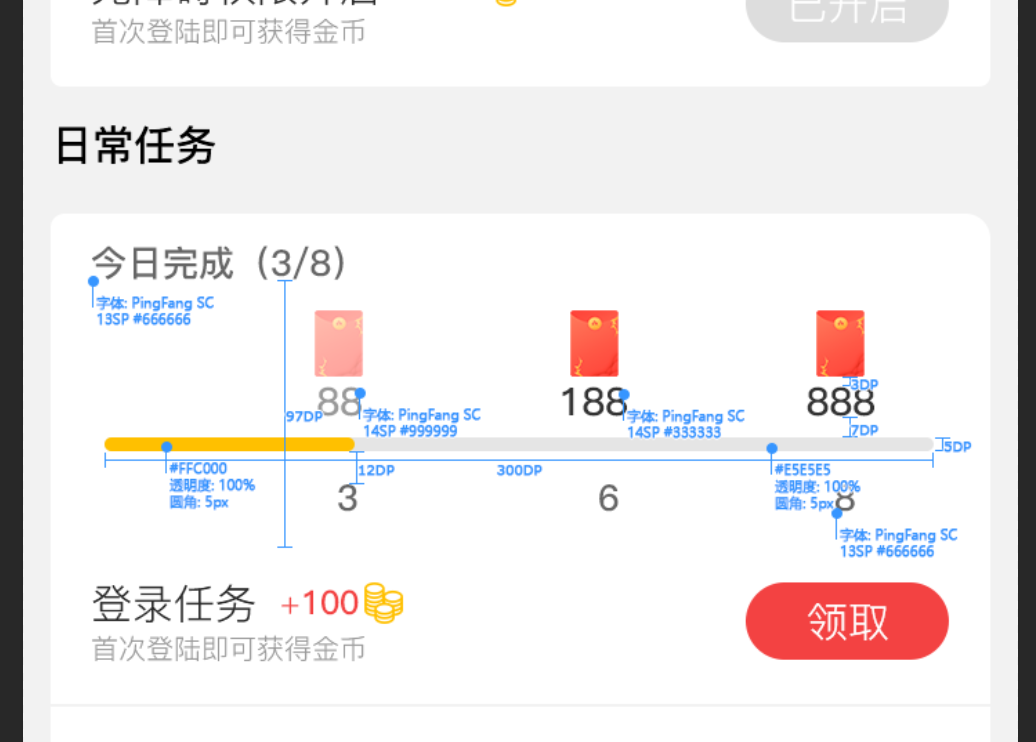 首次登陆即可获得金币
已开启
日常任务
今日完成（3/8）
字体: PingFang SC
13SP #666666
88
188
888
3DP
97DP
字体: PingFang SC
14SP #999999
字体: PingFang SC
14SP #333333
7DP
5DP
#FFC000
透明度: 100%
圆角: 5px
12DP
300DP
#E5E5E5
透明度: 100%
圆角: 5px
3
6
8
字体: PingFang SC
13SP #666666
登录任务 +100
领取
首次登陆即可获得金币